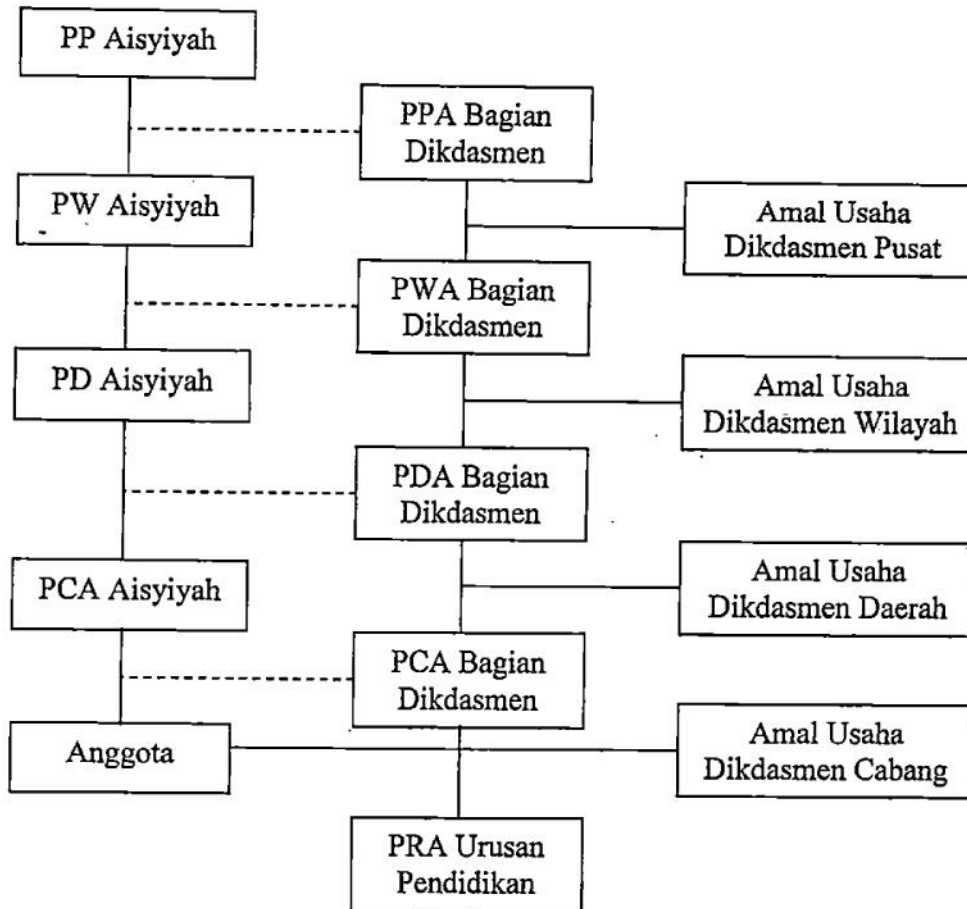 PP Aisyiyah
PPA Bagian
Dikdasmen
PW Aisyiyah
Amal Usaha
Dikdasmen Pusat
PWA Bagian
Dikdasmen
PD Aisyiyah
Amal Usaha
Dikdasmen Wilayah
PDA Bagian
Dikdasmen
PCA Aisyiyah
Amal Usaha
Dikdasmen Daerah
PCA Bagian
Dikdasmen
Anggota
Amal Usaha
Dikdasmen Cabang
PRA Urusan
Pendidikan